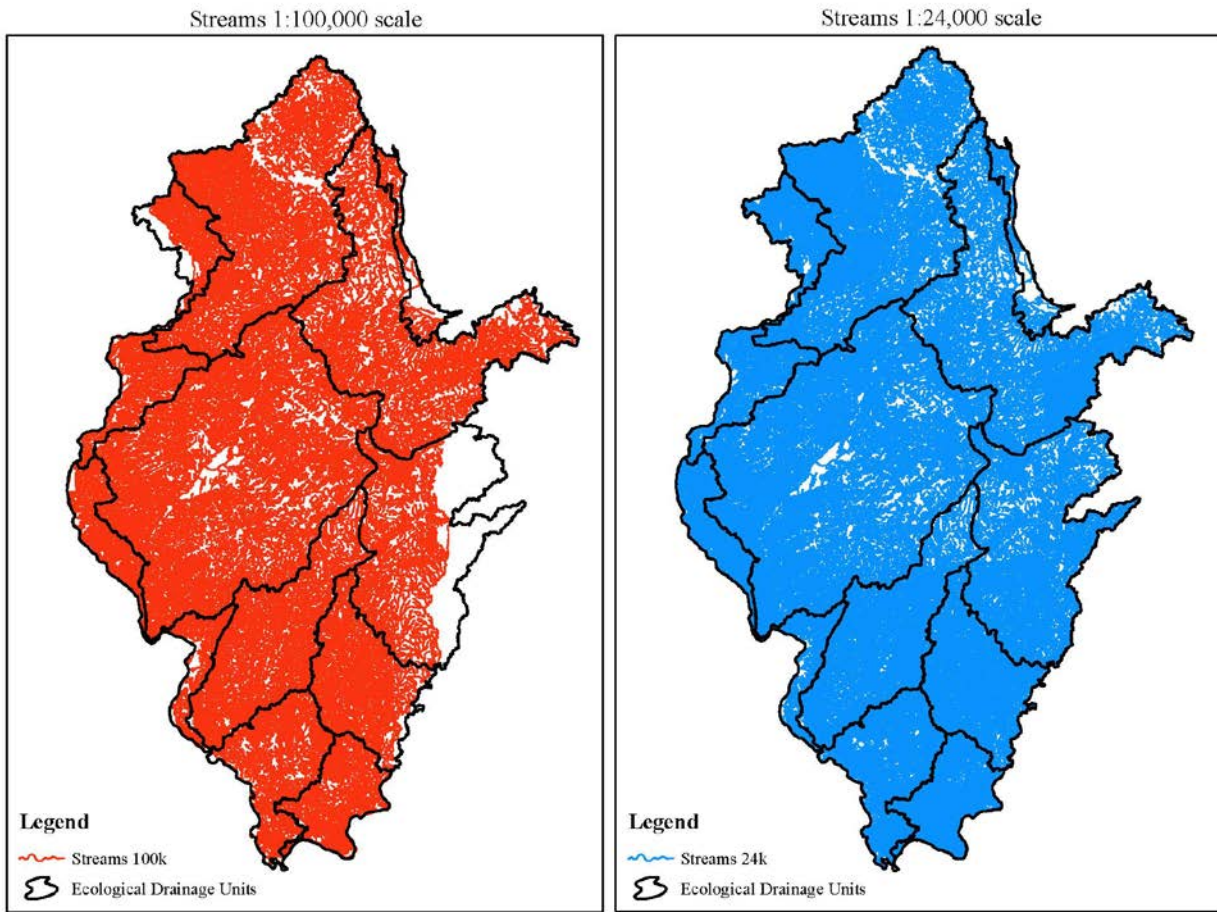 Streams 1:100,000 scale
Streams 1:24,000 scale
Legend
Streams 100k
Ecological Drainage Units
Legend
Streams 24k
Ecological Drainage Units